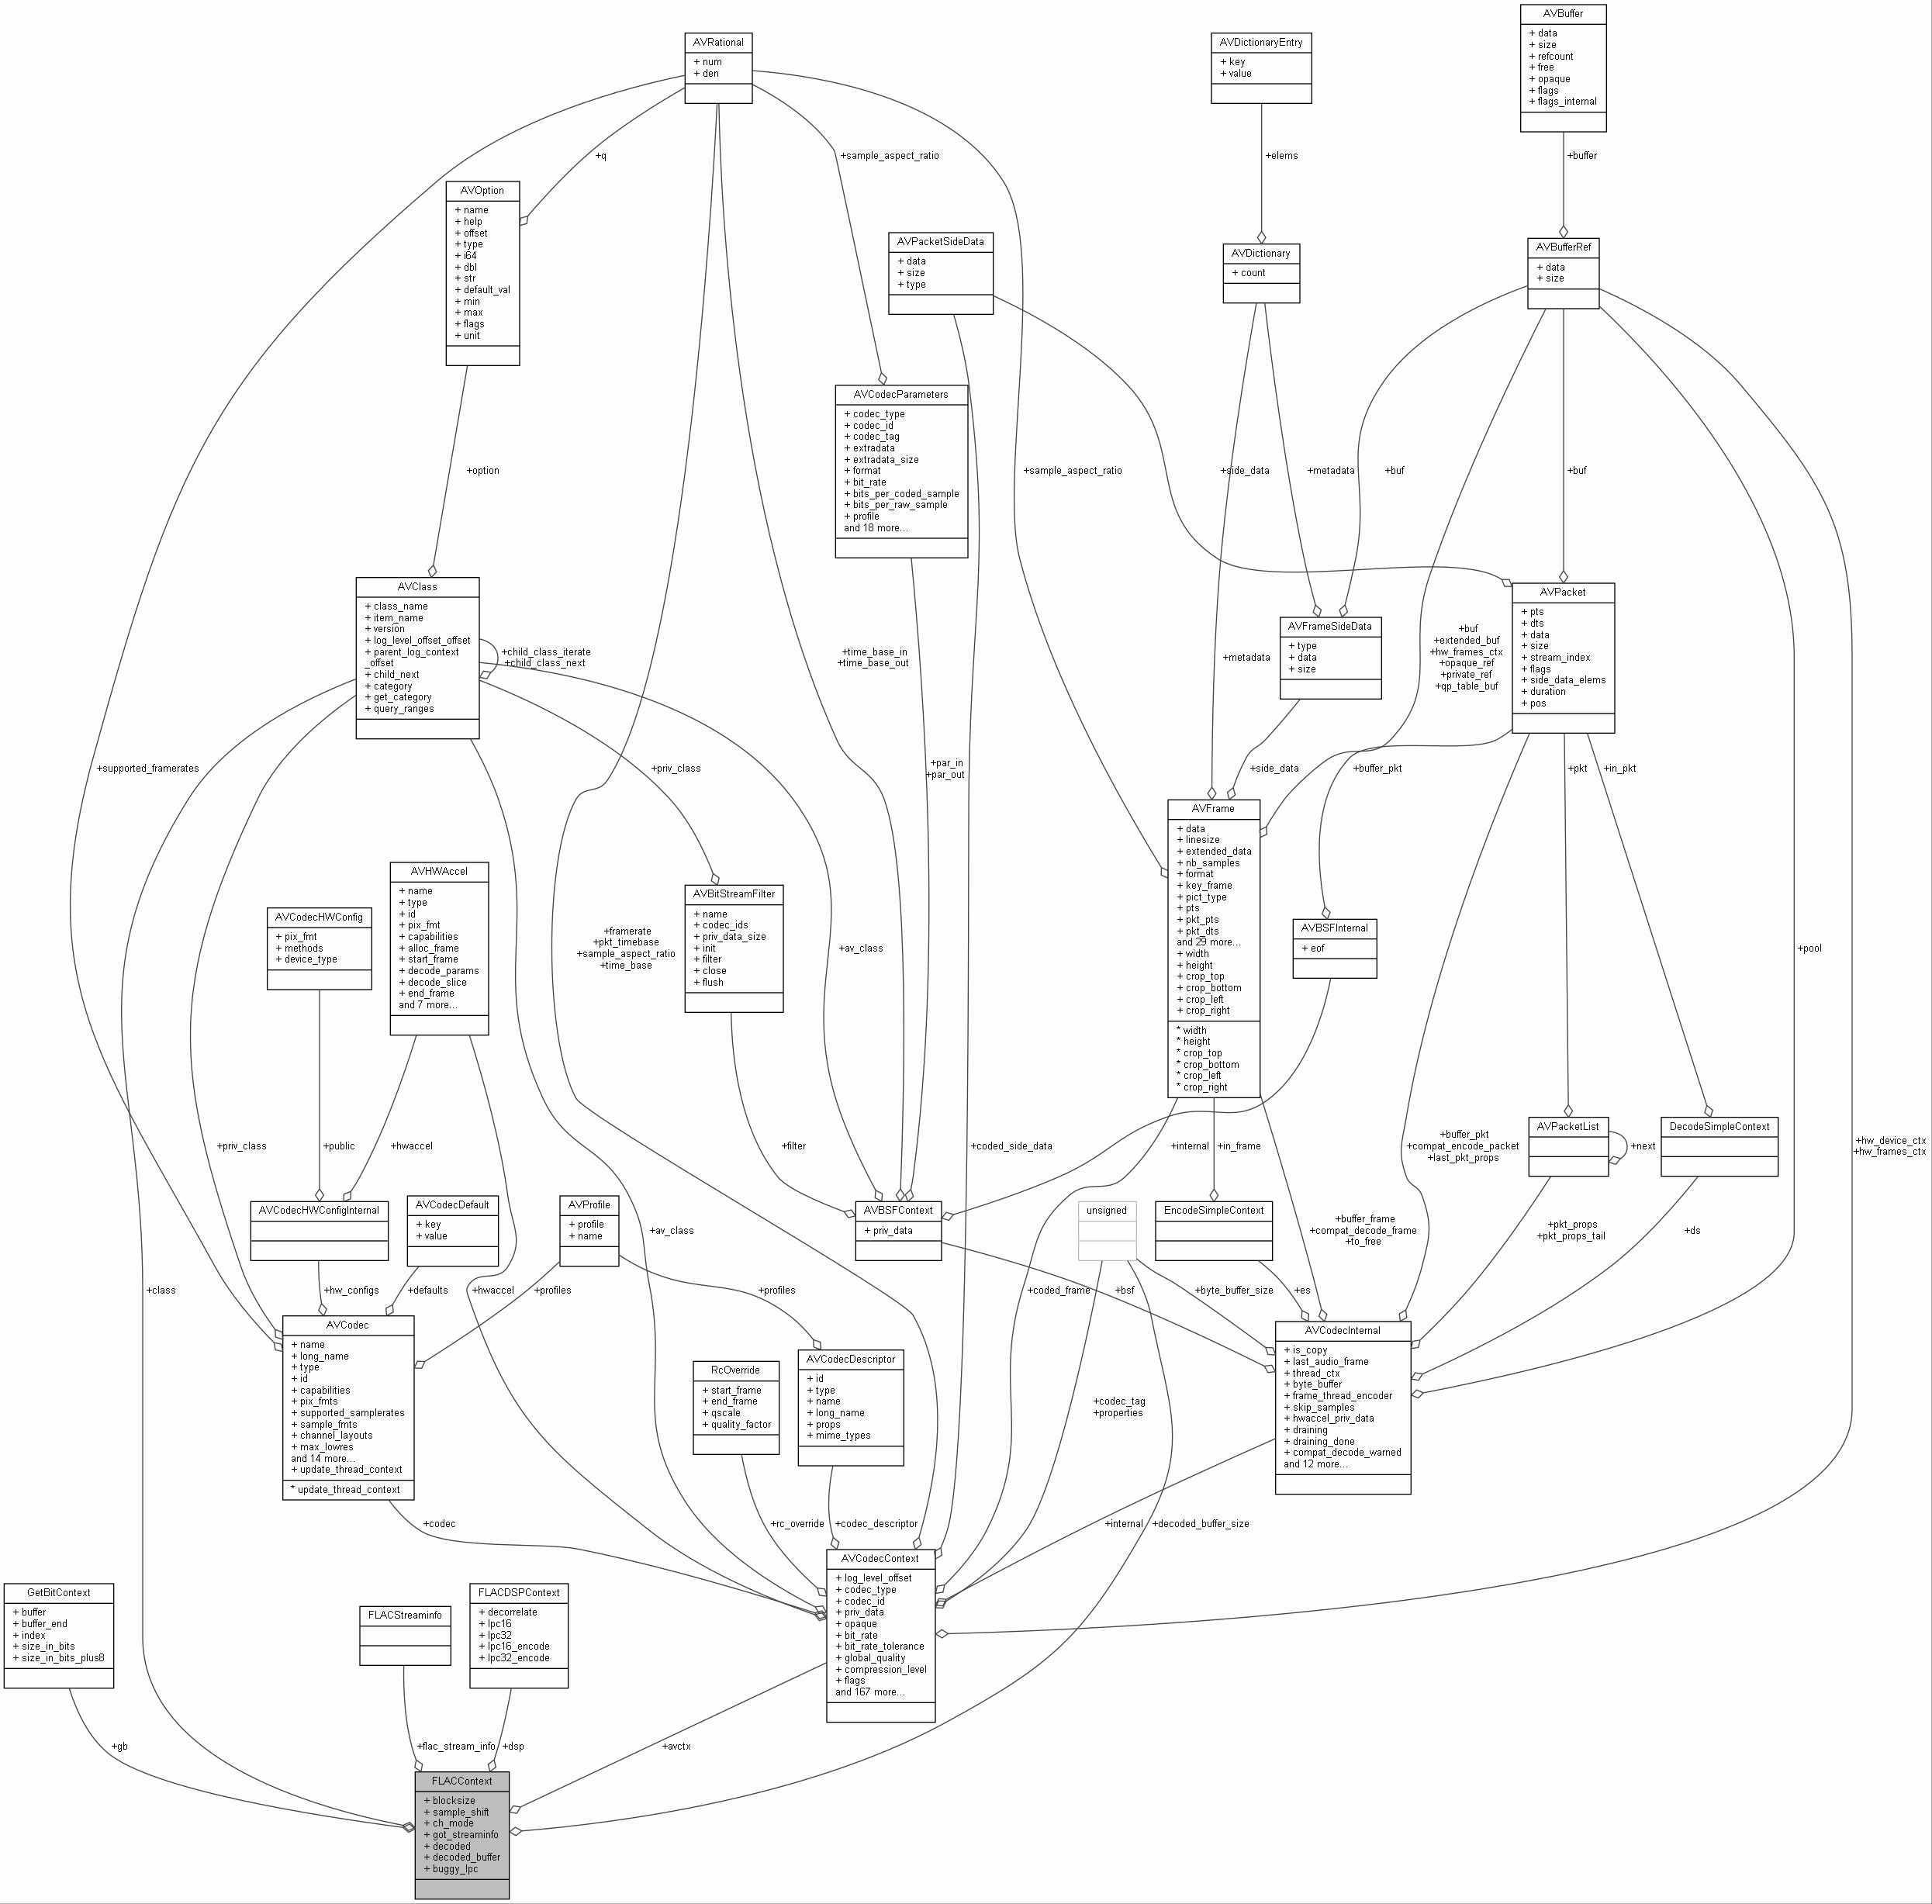 AVBuffer
+ data
+ size
+ refcount
+ free
+ opaque
+ flags
+ flags_internal
AVRational
+ num
+ den
AVDictionaryEntry
+ key
+ value
+q
+sample_aspect_ratio
+elems
+buffer
AVOption
+ name
+ help
+ offset
+ type
+ i64
+ dbl
+ str
+ default_val
+ min
+ max
+ flags
+ unit
AVPacketSideData
+ data
+ size
+ type
AVDictionary
+ count
AVBufferRef
+ data
+ size
AVCodecParameters
+ codec_type
+ codec_id
+ codec_tag
+ extradata
+ extradata_size
+ format
+ bit_rate
+ bits_per_coded_sample
+ bits_per_raw_sample
+ profile
and 18 more...
+option
+sample_aspect_ratio
+side_data
+metadata
+buf
+buf
AVClass
+ class_name
+ item_name
+ version
+ log_level_offset_offset
+ parent_log_context
_offset
+ child_next
+ category
+ get_category
+ query_ranges
+child_class_iterate
+child_class_next
+time_base_in
+time_base_out
+metadata
AVFrameSideData
+ type
+ data
+ size
+buf
+extended_buf
+hw_frames_ctx
+opaque_ref
+private_ref
+qp_table_buf
AVPacket
+ pts
+ dts
+ data
+ size
+ stream_index
+ flags
+ side_data_elems
+ duration
+ pos
+supported_framerates
+priv_class
+par_in
+par_out
+side_data
+buffer_pkt
+pkt
+in_pkt
AVFrame
+ data
+ linesize
+ extended_data
+ nb_samples
+ format
+ key_frame
+ pict_type
+ pts
+ pkt_pts
+ pkt_dts
and 29 more...
+ width
+ height
+ crop_top
+ crop_bottom
+ crop_left
+ crop_right
* width
* height
* crop_top
* crop_bottom
* crop_left
* crop_right
AVHWAccel
+ name
+ type
+ id
+ pix_fmt
+ capabilities
+ alloc_frame
+ start_frame
+ decode_params
+ decode_slice
+ end_frame
and 7 more...
AVCodecHWConfig
+ pix_fmt
+ methods
+ device_type
+framerate
+pkt_timebase
+sample_aspect_ratio
+time_base
AVBitStreamFilter
+ name
+ codec_ids
+ priv_data_size
+ init
+ filter
+ close
+ flush
+av_class
AVBSFInternal
+ eof
+pool
+priv_class
+public
+hwaccel
+filter
+coded_side_data
+internal
+in_frame
+buffer_pkt
+compat_encode_packet
+last_pkt_props
AVPacketList
+next
DecodeSimpleContext
+hw_device_ctx
+hw_frames_ctx
AVCodecHWConfigInternal
AVCodecDefault
+ key
+ value
AVProfile
+ profile
+ name
+av_class
AVBSFContext
+ priv_data
unsigned
EncodeSimpleContext
+buffer_frame
+compat_decode_frame
+to_free
+pkt_props
+pkt_props_tail
+ds
+class
+hw_configs
+defaults
+profiles
+hwaccel
+profiles
+coded_frame
+bsf
+byte_buffer_size
+es
AVCodec
+ name
+ long_name
+ type
+ id
+ capabilities
+ pix_fmts
+ supported_samplerates
+ sample_fmts
+ channel_layouts
+ max_lowres
and 14 more...
+ update_thread_context
* update_thread_context
RcOverride
+ start_frame
+ end_frame
+ qscale
+ quality_factor
AVCodecDescriptor
+ id
+ type
+ name
+ long_name
+ props
+ mime_types
+codec_tag
+properties
AVCodecInternal
+ is_copy
+ last_audio_frame
+ thread_ctx
+ byte_buffer
+ frame_thread_encoder
+ skip_samples
+ hwaccel_priv_data
+ draining
+ draining_done
+ compat_decode_warned
and 12 more...
+codec
+rc_override
+codec_descriptor
+internal
+decoded_buffer_size
AVCodecContext
+ log_level_offset
+ codec_type
+ codec_id
+ priv_data
+ opaque
+ bit_rate
+ bit_rate_tolerance
+ global_quality
+ compression_level
+ flags
and 167 more...
GetBitContext
+ buffer
+ buffer_end
+ index
+ size_in_bits
+ size_in_bits_plus8
FLACStreaminfo
FLACDSPContext
+ decorrelate
+ lpc16
+ lpc32
+ lpc16_encode
+ lpc32_encode
+gb
+flac_stream_info
+dsp
+avctx
FLACContext
+ blocksize
+ sample_shift
+ ch_mode
+ got_streaminfo
+ decoded
+ decoded_buffer
+ buggy_lpc